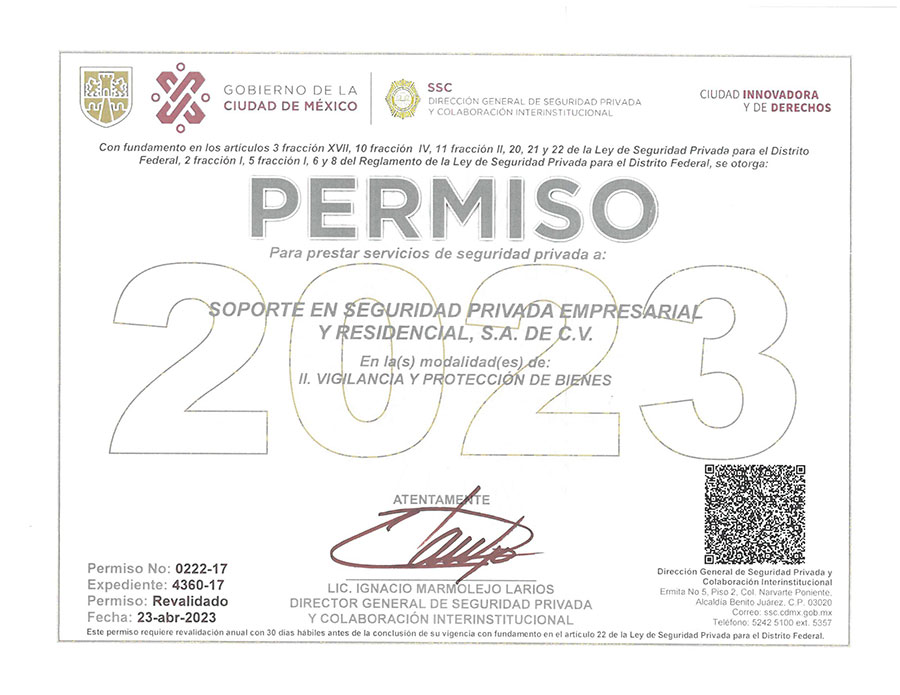 GOBIERNO DE LA
CIUDAD DE MÉXICO
SSC
DIRECCIÓN GENERAL DE SEGURIDAD PRIVADA
Y COLABORACIÓN INTERINSTITUCIONAL
CIUDAD INNOVADORA
Y DE DERECHOS
Con fundamento en los artículos 3 fracción XVII, 10 fracción IV, 11 fracción II, 20, 21 y 22 de la Ley de Seguridad Privada para el Distrito
Federal, 2 fracción I, 5 fracción I, 6 y 8 del Reglamento de la Ley de Seguridad Privada para el Distrito Federal, se otorga:
PERMISO
Para prestar servicios de seguridad privada a:
2023
SOPORTE EN SEGURIDAD PRIVADA EMPRESARIAL
Y RESIDENCIAL, S.A. DE C.V.
En la(s) modalidad(es) de:
II. VIGILANCIA Y PROTECCIÓN DE BIENES
ATENTAMENTE
LIC. IGNACIO MARMOLEJO LARIOS
DIRECTOR GENERAL DE SEGURIDAD PRIVADA
Y COLABORACIÓN INTERINSTITUCIONAL
Permiso No: 0222-17
Expediente: 4360-17
Permiso: Revalidado
Fecha: 23-abr-2023
Dirección General de Seguridad Privada y
Colaboración Interinstitucional
Ermita No 5, Piso 2, Col. Narvarte Poniente,
Alcaldía Benito Juárez, C.P. 03020
Correo: ssc.cdmx.gob.mx
Teléfono: 5242 5100 ext. 5357
Este permiso requiere revalidación anual con 30 días hábiles antes de la conclusión de su vigencia con fundamento en el artículo 22 de la Ley de Seguridad Privada para el Distrito Federal.